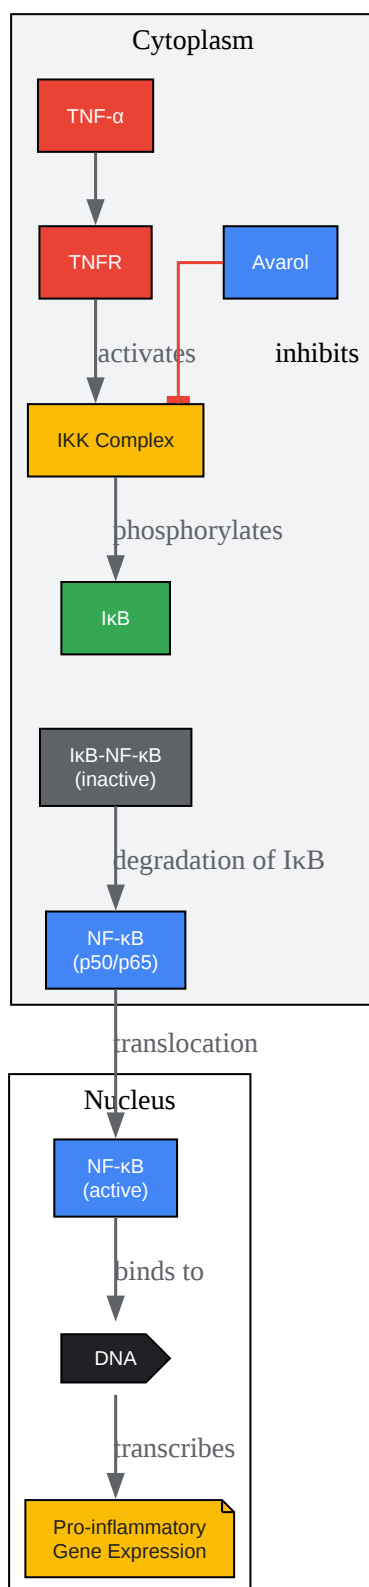 Cytoplasm
TNF-α
TNFR
Avarol
activates
inhibits
IKK Complex
phosphorylates
IκB
IκB-NF-κB
(inactive)
degradation of IκB
NF-κB
(p50/p65)
translocation
Nucleus
NF-κB
(active)
binds to
DNA
transcribes
Pro-inflammatory
Gene Expression